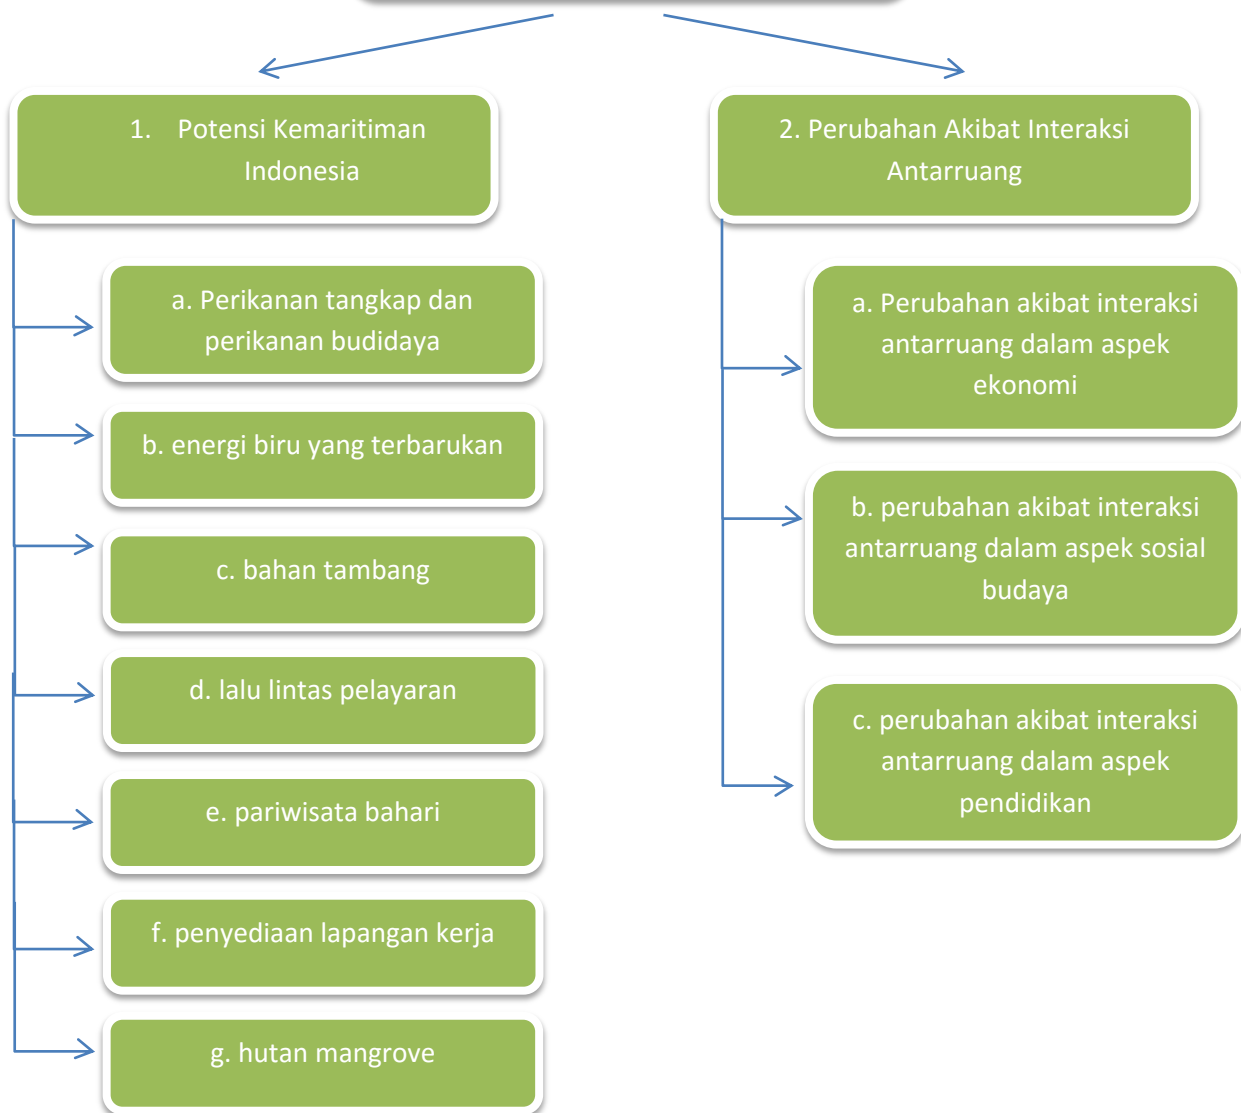 1. Potensi Kemaritiman
Indonesia
a. Perikanan tangkap dan
perikanan budidaya
b. energi biru yang terbarukan
c. bahan tambang
d. lalu lintas pelayaran
e. pariwisata bahari
f. penyediaan lapangan kerja
g. hutan mangrove
2. Perubahan Akibat Interaksi
Antarruang
a. Perubahan akibat interaksi
antarruang dalam aspek
ekonomi
b. perubahan akibat interaksi
antarruang dalam aspek sosial
budaya
c. perubahan akibat interaksi
antarruang dalam aspek
pendidikan